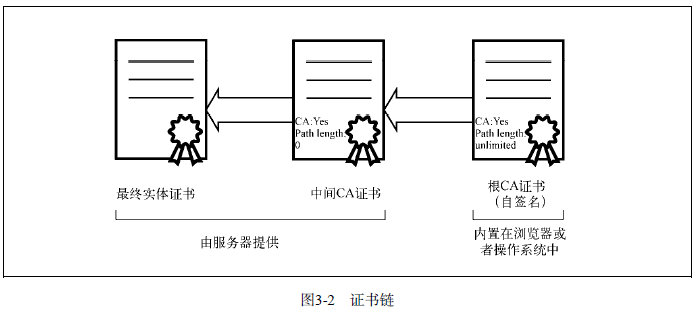 CA:Yes
Path length:
0
CA:Yes
Path length:
unlimited
最终实体证书
中间CA证书
根CA证书
（自签名）
由服务器提供
内置在浏览器或
者操作系统中
图3-2 证书链